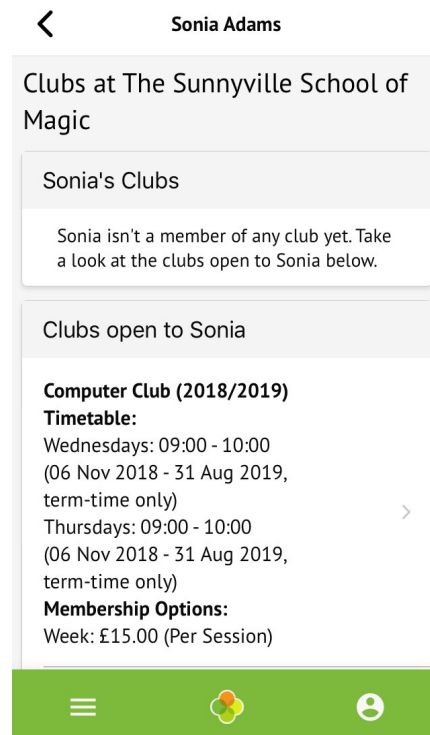 Sonia Adams
Clubs at The Sunnyville School of
Magic
Sonia's Clubs
Sonia isn't a member of any club yet. Take
a look at the clubs open to Sonia below.
Clubs open to Sonia
Computer Club (2018/2019)
Timetable:
Wednesdays: 09:00 - 10:00
(06 Nov 2018 - 31 Aug 2019,
term-time only)
Thursdays: 09:00 - 10:00
(06 Nov 2018 - 31 Aug 2019,
term-time only)
Membership Options:
Week: £15.00 (Per Session)